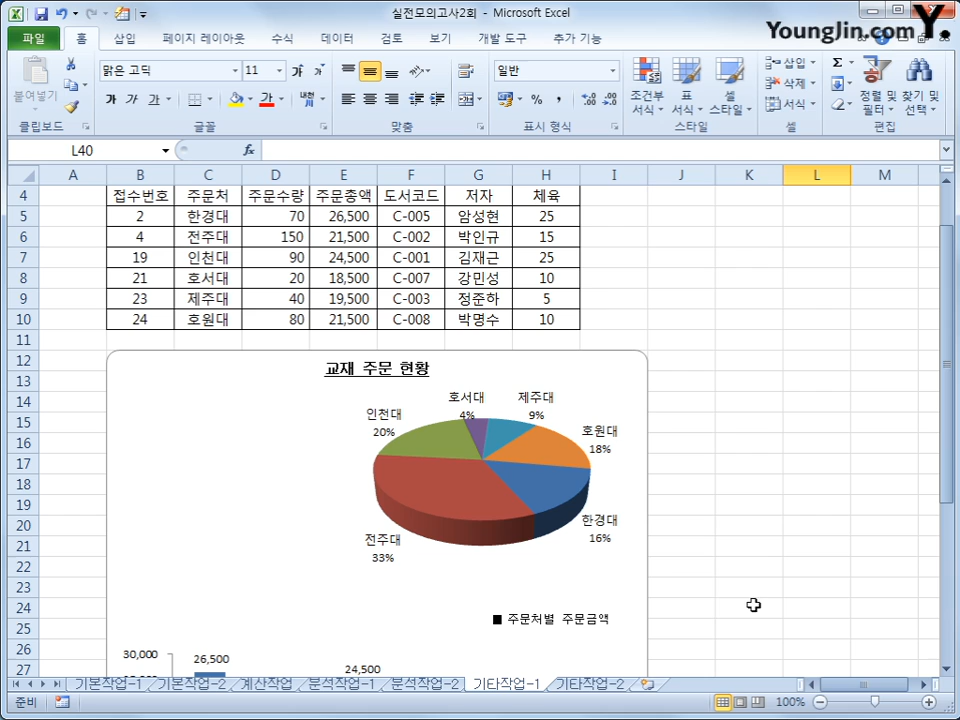 실전모의고사2회 - Microsoft Excel
Younglin.com Y.
파일 홈 삽입 페이지 레이아웃 수식 데이터 검토 보기 개발 도구 추가 기능
붙여넣기
맑은 고딕 11
가 가 가 가 가 내천
일반
% ,
조건부 서식
표 서식
셀 스타일
삽입
삭제
서식
정렬 및 필터
찾기 및 선택
클립보드 글꼴 맞춤 표시 형식 스타일 셀 편집
L40 fx
A B C D E F G H I J K L M
4 접수번호 주문처 주문수량 주문총액 도서코드 저자 체육
5 2 한경대 70 26,500 C-005 암성현 25
6 4 전주대 150 21,500 C-002 박인규 15
7 19 인천대 90 24,500 C-001 김재근 25
8 21 호서대 20 18,500 C-007 강민성 10
9 23 제주대 40 19,500 C-003 정준하 5
10 24 호원대 80 21,500 C-008 박명수 10
11
12
13
14
15
16
17
18
19
20
21
22
23
24
25
26
27
교재 주문 현황
호서대 4%
제주대 9%
인천대 20%
호원대 18%
한경대 16%
전주대 33%
■ 주문처별 주문금액
30,000 26,500 24,500
기본작업-1 기본작업-2 계산작업 분석작업-1 분석작업-2 기타작업-1 기타작업-2
준비 100%